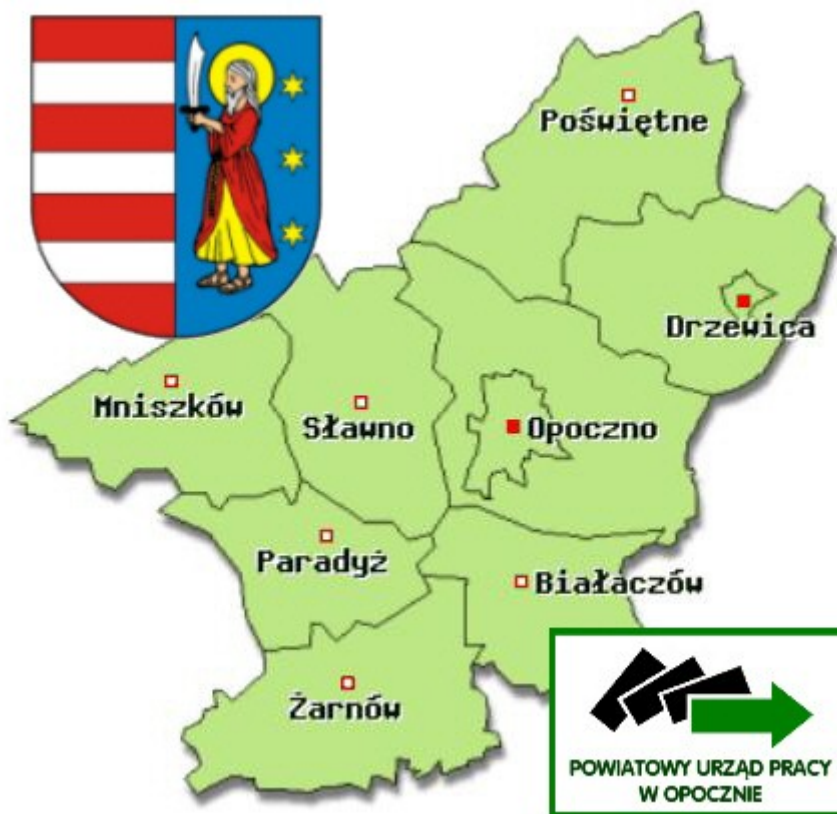 Poświętne
Drzewica
Mniszków
Sławno
Opoczno
Paradyż
Białaczów
Żarnów
POWIATOWY URZĄD PRACY
W OPOCZNIE